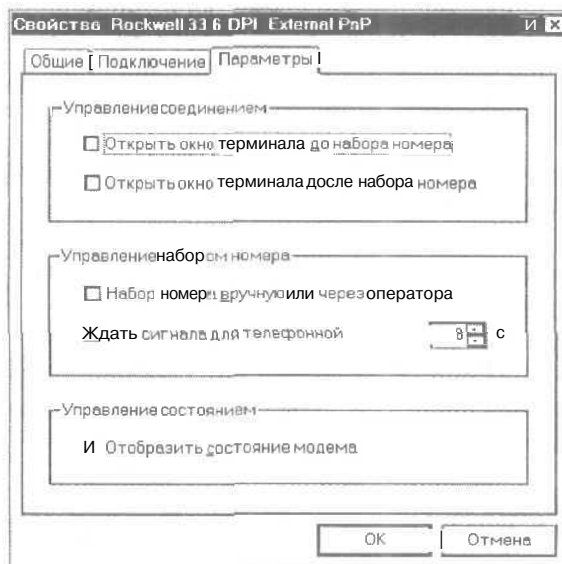 Свойства Rockwell 33 6 DPI External PnP И
Общие [ Подключение Параметры
Управление соединением
Открыть окно терминала до набора номера
Открыть окно терминала после набора номера
Управление набором номера
Набор номера вручную или через оператора
Ждать сигнала для телефонной 8 с
Управление состоянием
И Отобразить состояние модема
OK Отмена